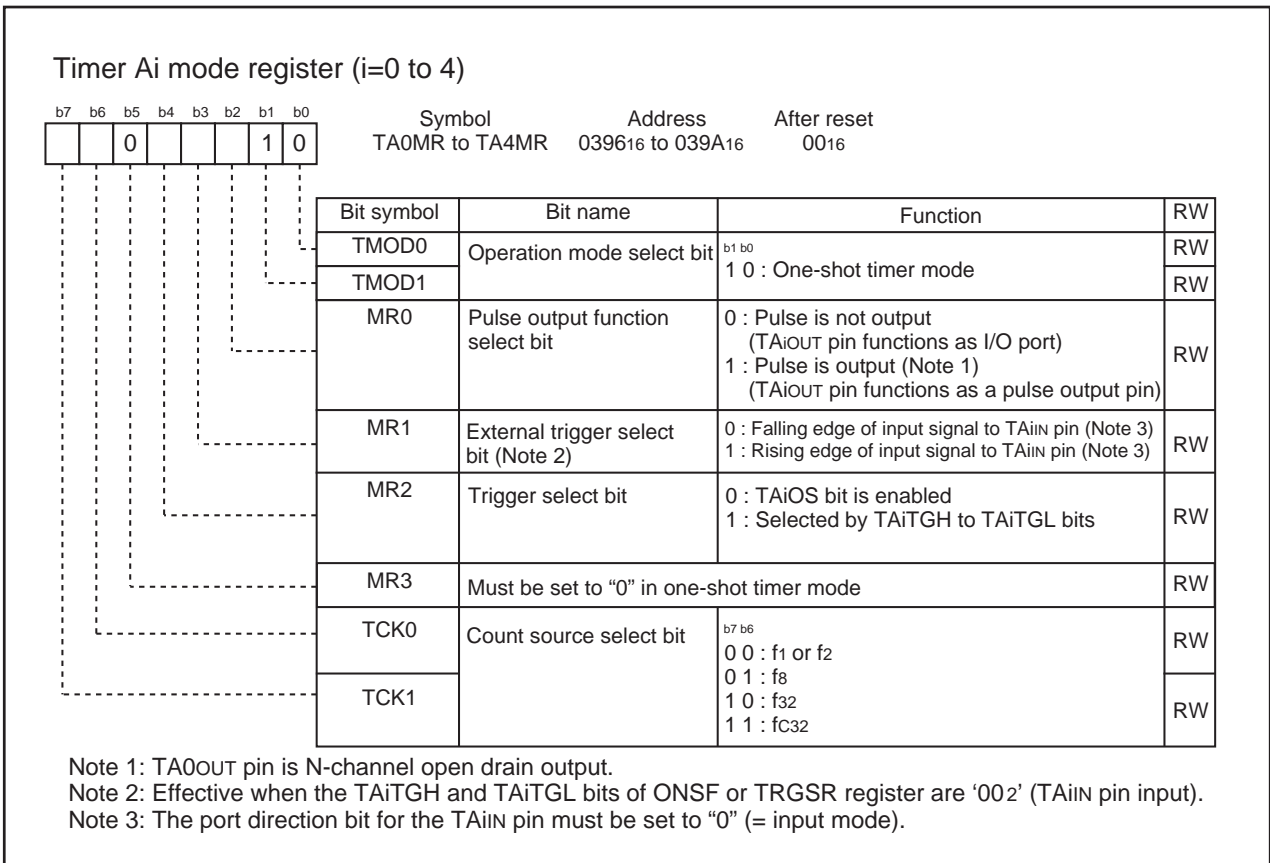 Timer Ai mode register (i=0 to 4)
b7 b6 b5 b4 b3 b2 b1 b0
0 1 0
Symbol Address After reset
TA0MR to TA4MR 039616 to 039A16 0016
Bit symbol Bit name Function RW
TMOD0 Operation mode select bit b1 b0 RW
1 0 : One-shot timer mode
TMOD1 RW
MR0 Pulse output function 0 : Pulse is not output
select bit (TAiOUT pin functions as I/O port)
1 : Pulse is output (Note 1) RW
(TAiOUT pin functions as a pulse output pin)
MR1 External trigger select 0 : Falling edge of input signal to TAiIN pin (Note 3)
bit (Note 2) 1 : Rising edge of input signal to TAiIN pin (Note 3) RW
MR2 Trigger select bit 0 : TAiOS bit is enabled
1 : Selected by TAiTGH to TAiTGL bits RW
MR3 Must be set to “0” in one-shot timer mode RW
TCK0 Count source select bit b7 b6 RW
0 0 : f1 or f2
0 1 : f8
TCK1 1 0 : f32 RW
1 1 : fC32
Note 1: TA0OUT pin is N-channel open drain output.
Note 2: Effective when the TAiTGH and TAiTGL bits of ONSF or TRGSR register are ‘002’ (TAiIN pin input).
Note 3: The port direction bit for the TAiIN pin must be set to “0” (= input mode).